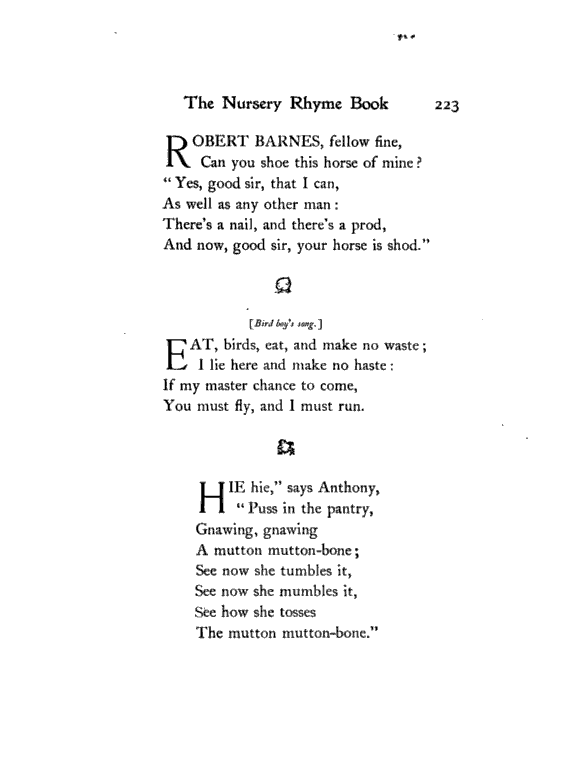 The Nursery Rhyme Book 223
ROBERT BARNES, fellow fine,
Can you shoe this horse of mine?
“Yes, good sir, that I can,
As well as any other man:
There's a nail, and there's a prod,
And now, good sir, your horse is shod.”
[Bird boy's song.]
EAT, birds, eat, and make no waste;
I lie here and make no haste:
If my master chance to come,
You must fly, and I must run.
HIE hie,” says Anthony,
“Puss in the pantry,
Gnawing, gnawing
A mutton mutton-bone;
See now she tumbles it,
See now she mumbles it,
See how she tosses
The mutton mutton-bone.”